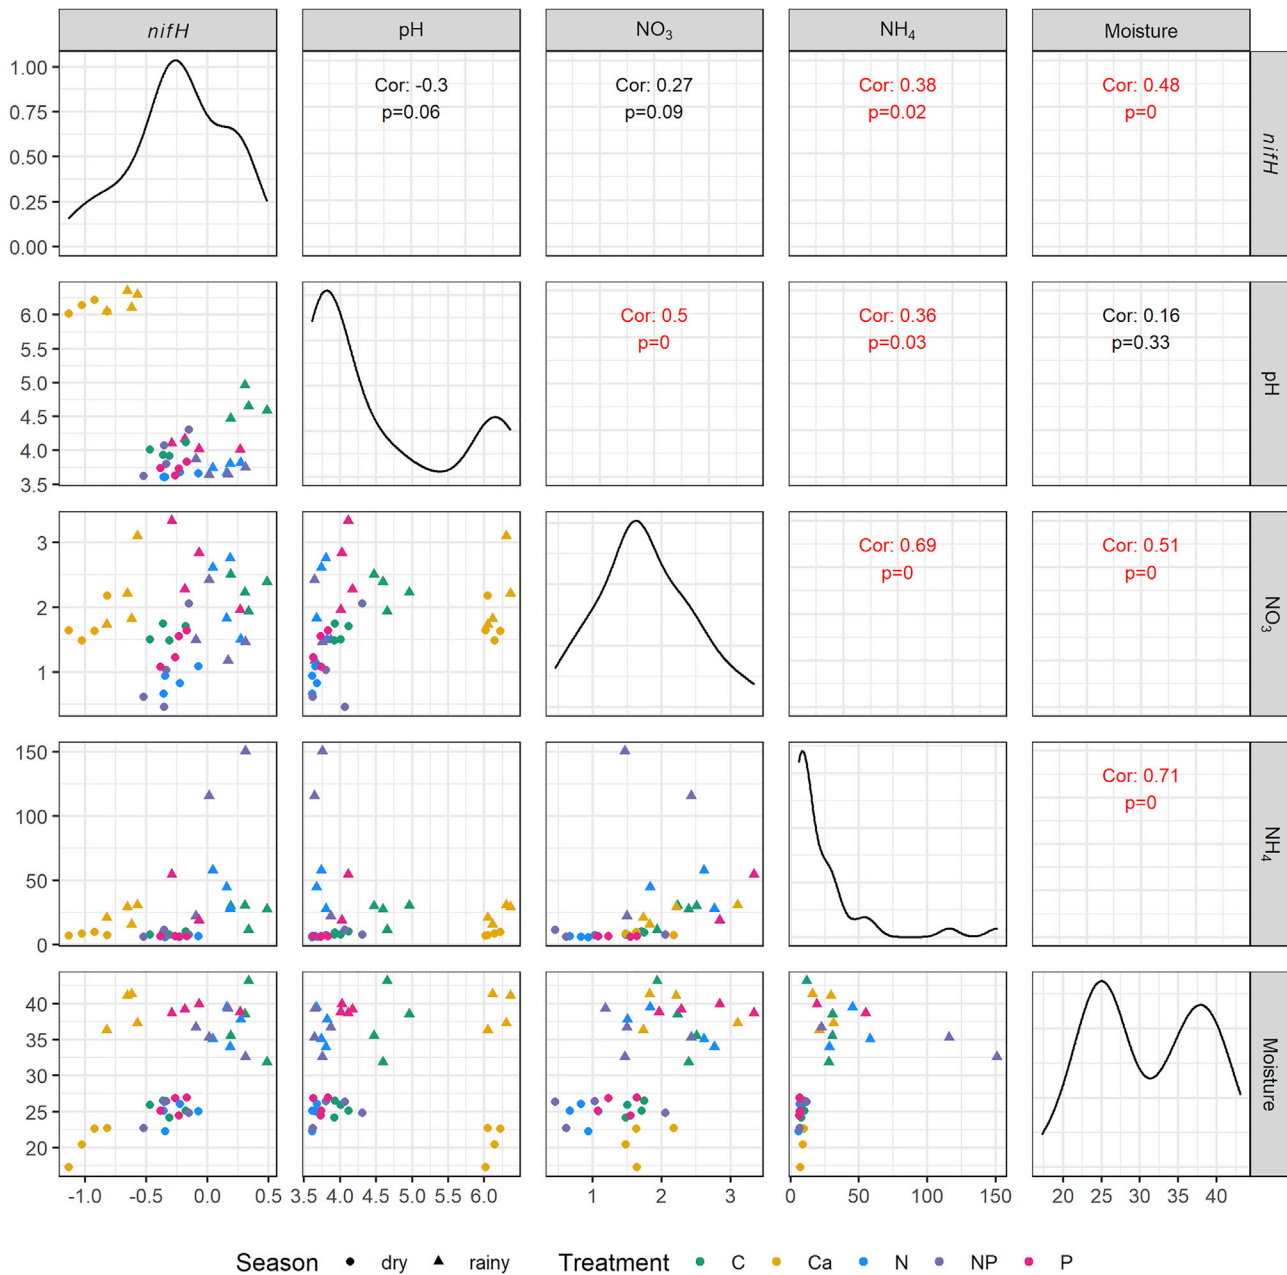 nifH pH NO₃ NH₄ Moisture
1.00
0.75
0.50
0.25
0.00
Cor: -0.3
p=0.06
Cor: 0.27
p=0.09
Cor: 0.38
p=0.02
Cor: 0.48
p=0
nifH
6.0
5.5
5.0
4.5
4.0
3.5
Cor: 0.5
p=0
Cor: 0.36
p=0.03
Cor: 0.16
p=0.33
pH
3
2
1
Cor: 0.69
p=0
Cor: 0.51
p=0
NO₃
150
100
50
0
Cor: 0.71
p=0
NH₄
40
35
30
25
20
Moisture
-1.0 -0.5 0.0 0.5
3.5 4.0 4.5 5.0 5.5 6.0
1 2 3
0 50 100 150
20 25 30 35 40
Season dry rainy Treatment C Ca N NP P